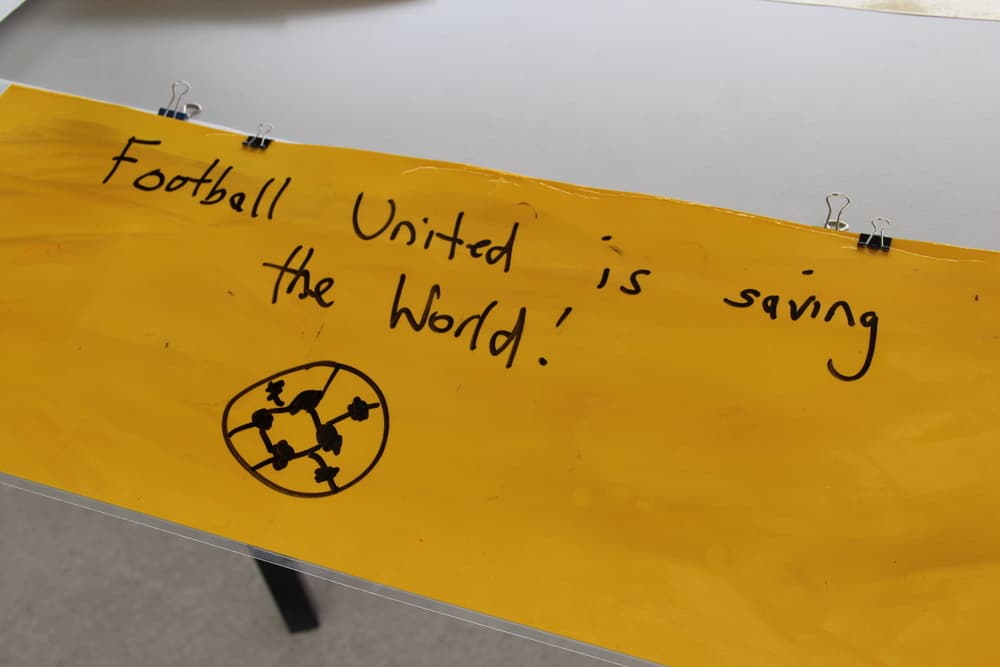 Football United is saving
the World!